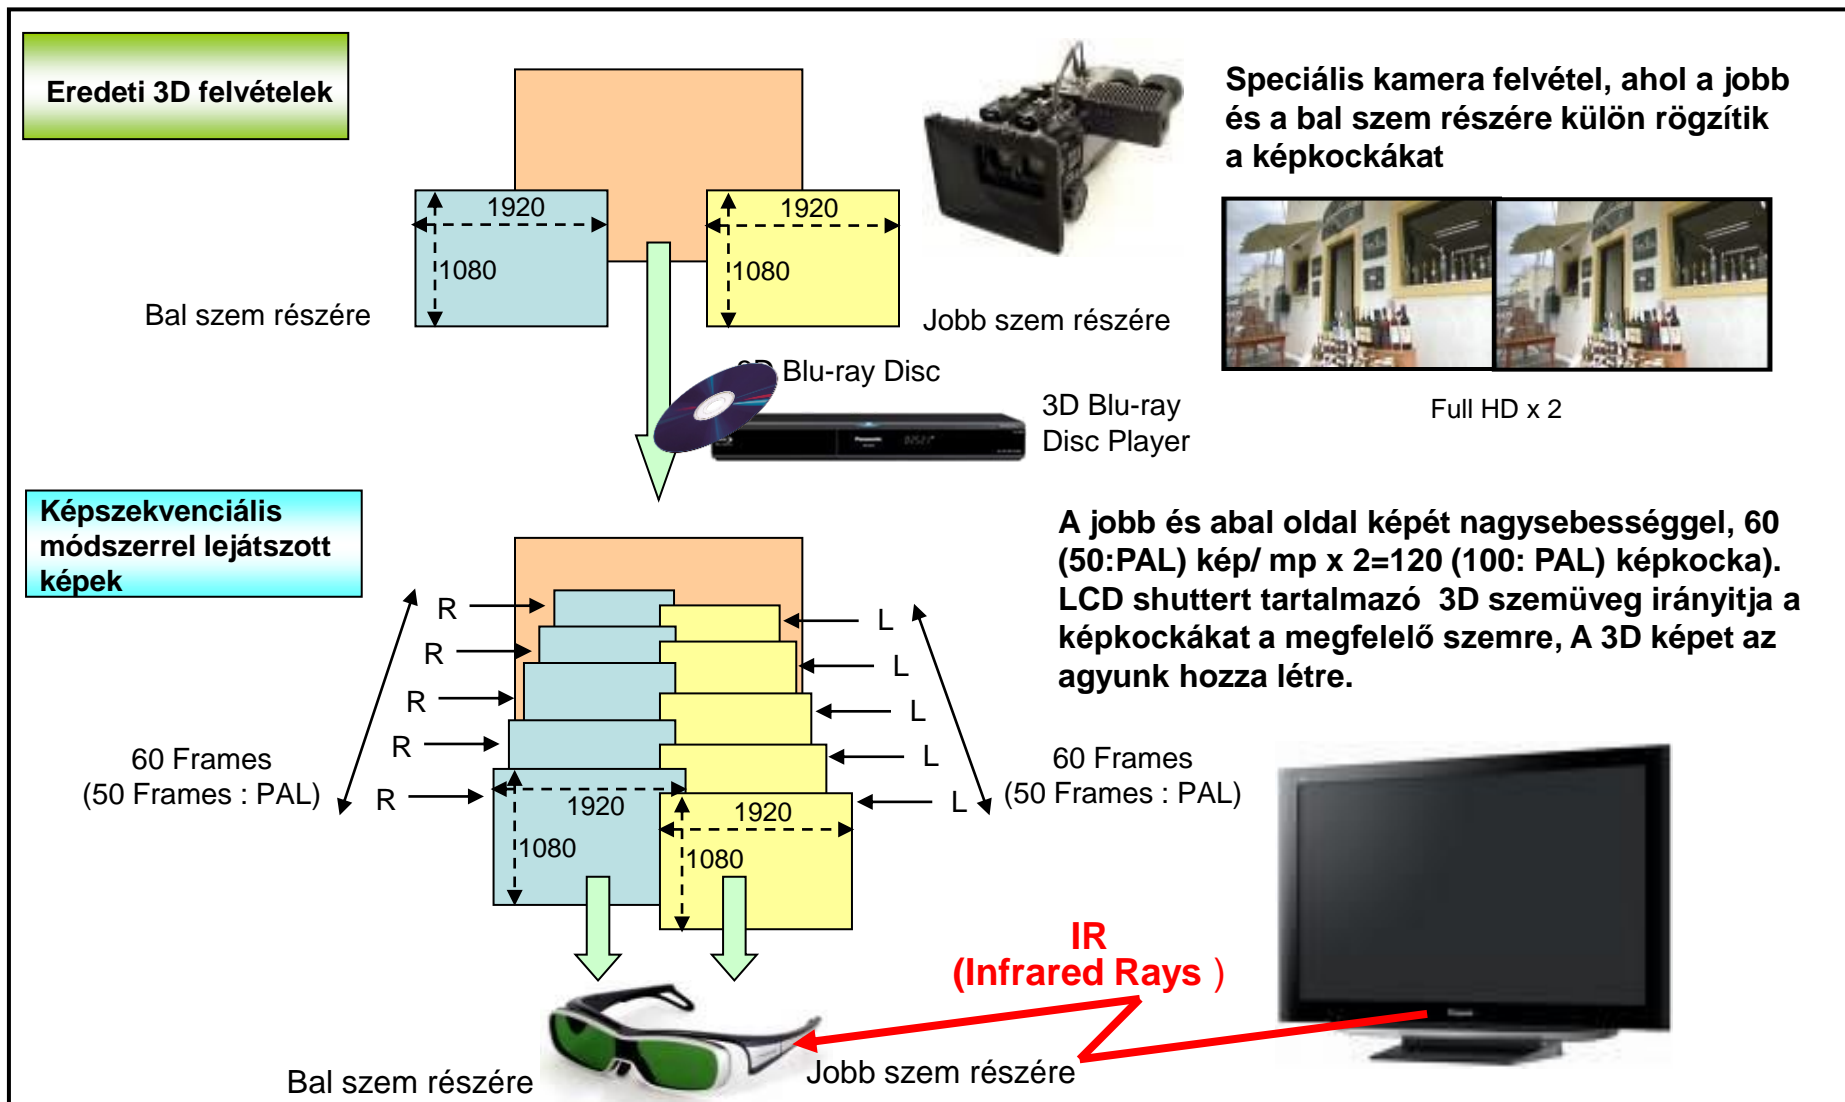 Eredeti 3D felvételek
Speciális kamera felvétel, ahol a jobb
és a bal szem részére külön rögzítik
a képkockákat
1920
1080
1920
1080
Bal szem részére
Jobb szem részére
Blu-ray Disc
3D Blu-ray
Disc Player
Panasonic
Full HD x 2
Képszekvenciális
módszerrel lejátszott
képek
A jobb és abal oldal képét nagysebességgel, 60
(50:PAL) kép/ mp x 2=120 (100: PAL) képkocka).
LCD shuttert tartalmazó  3D szemüveg irányitja a
képkockákat a megfelelő szemre, A 3D képet az
agyunk hozza létre.
R
L
R
L
R
L
R
L
R
L
60 Frames
(50 Frames : PAL)
60 Frames
(50 Frames : PAL)
1920
1080
1920
1080
IR
(Infrared Rays )
Bal szem részére
Jobb szem részére